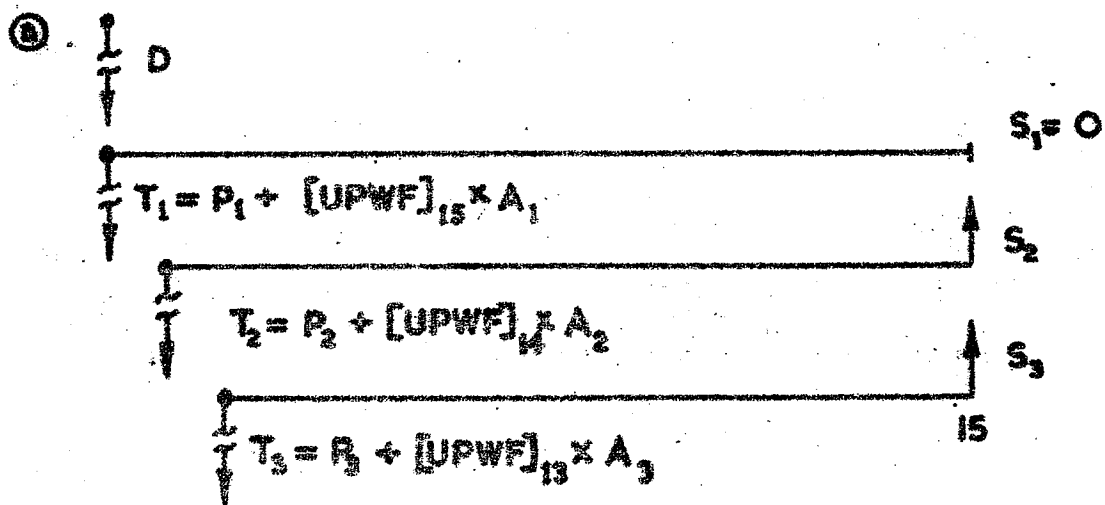 a
D
S₁= O
T₁= P₁ + [UPWF]₁₅ x A₁
S₂
T₂= P₂ + [UPWF]₁₄ x A₂
S₃
15
T₃= P₃ + [UPWF]₁₃ x A₃